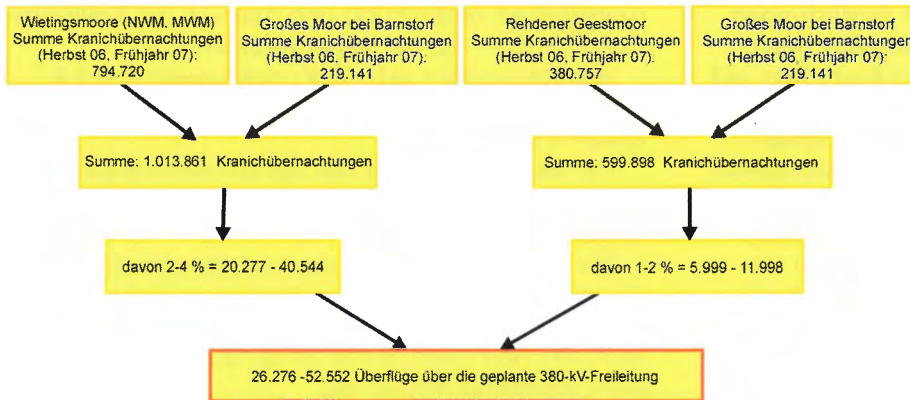 Wietingsmoore (NWM, MWM)
Summe Kranichübernachtungen
(Herbst 06, Frühjahr 07):
794.720
Großes Moor bei Barnstorf
Summe Kranichübernachtungen
(Herbst 06, Frühjahr 07):
219.141
Rehdener Geestmoor
Summe Kranichübernachtungen
(Herbst 06, Frühjahr 07):
380.757
Großes Moor bei Barnstorf
Summe Kranichübernachtungen
(Herbst 06, Frühjahr 07):
219.141
Summe: 1.013.861 Kranichübernachtungen
Summe: 599.898 Kranichübernachtungen
davon 2-4 % = 20.277 - 40.544
davon 1-2 % = 5.999 - 11.998
26.276 -52.552 Überflüge über die geplante 380-kV-Freileitung